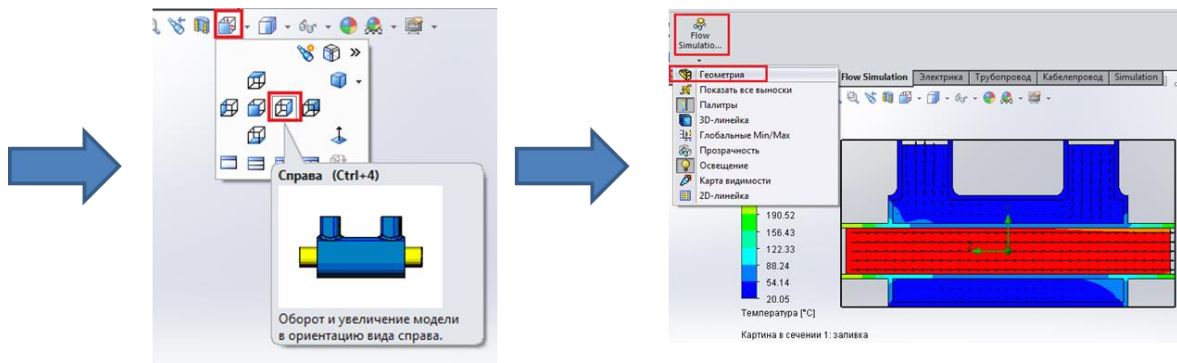 Справа (Ctrl+4)
Оборот и увеличение модели
в ориентацию вида справа.
Flow
Simulatio...
Геометрия
Показать все выноски
Палитры
3D-линейка
Глобальные Min/Max
Прозрачность
Освещение
Карта видимости
2D-линейка
Flow Simulation Электрика Трубопровод Кабелепровод Simulation
190.52
156.43
122.33
88.24
54.14
20.05
Температура [°C]
Картина в сечении 1: заливка